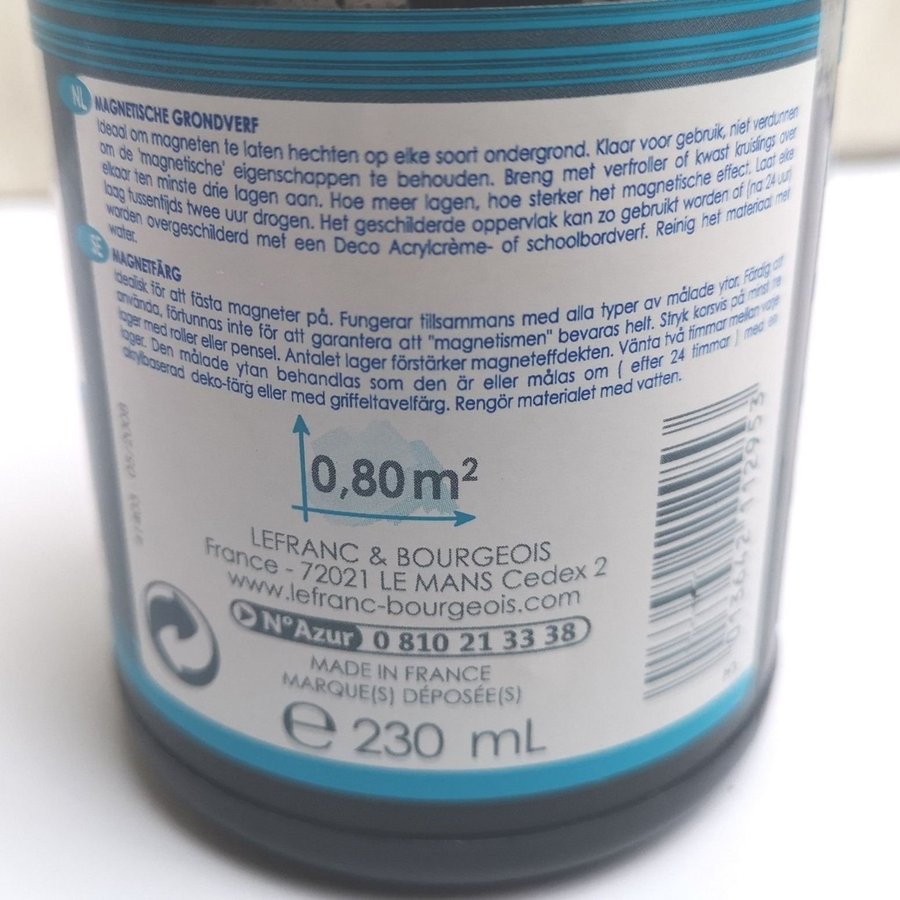 NL
MAGNETISCHE GRONDVERF
Ideaal om magneten te laten hechten op elke soort ondergrond. Klaar voor gebruik, niet verdunnen
om de 'magnetische' eigenschappen te behouden. Breng met verfroller of kwast kruislings over
elkaar ten minste drie lagen aan. Hoe meer lagen, hoe sterker het magnetische effect. Laat elke
laag tussentijds twee uur drogen. Het geschilderde oppervlak kan zo gebruikt worden of (na 24 uur)
worden overgeschilderd met een Deco Acrylcrème- of schoolbordverf. Reinig het materiaal met
water.
SE
MAGNETFÄRG
Idealisk för att fästa magneter på. Fungerar tillsammans med alla typer av målade ytor. Färdig att
använda, förtunnas inte för att garantera att "magnetismen" bevaras helt. Stryk korsvis på minst tre
lager med roller eller pensel. Antalet lager förstärker magneteffdekten. Vänta två timmar mellan varje
lager. Den målade ytan behandlas som den är eller målas om ( efter 24 timmar ) med en
akrylbaserad deko-färg eller med griffeltavelfärg. Rengör materialet med vatten.
0,80 m²
LEFRANC & BOURGEOIS
France - 72021 LE MANS Cedex 2
www.lefranc-bourgeois.com
N°Azur 0 810 21 33 38
MADE IN FRANCE
MARQUE(S) DÉPOSÉE(S)
e 230 mL